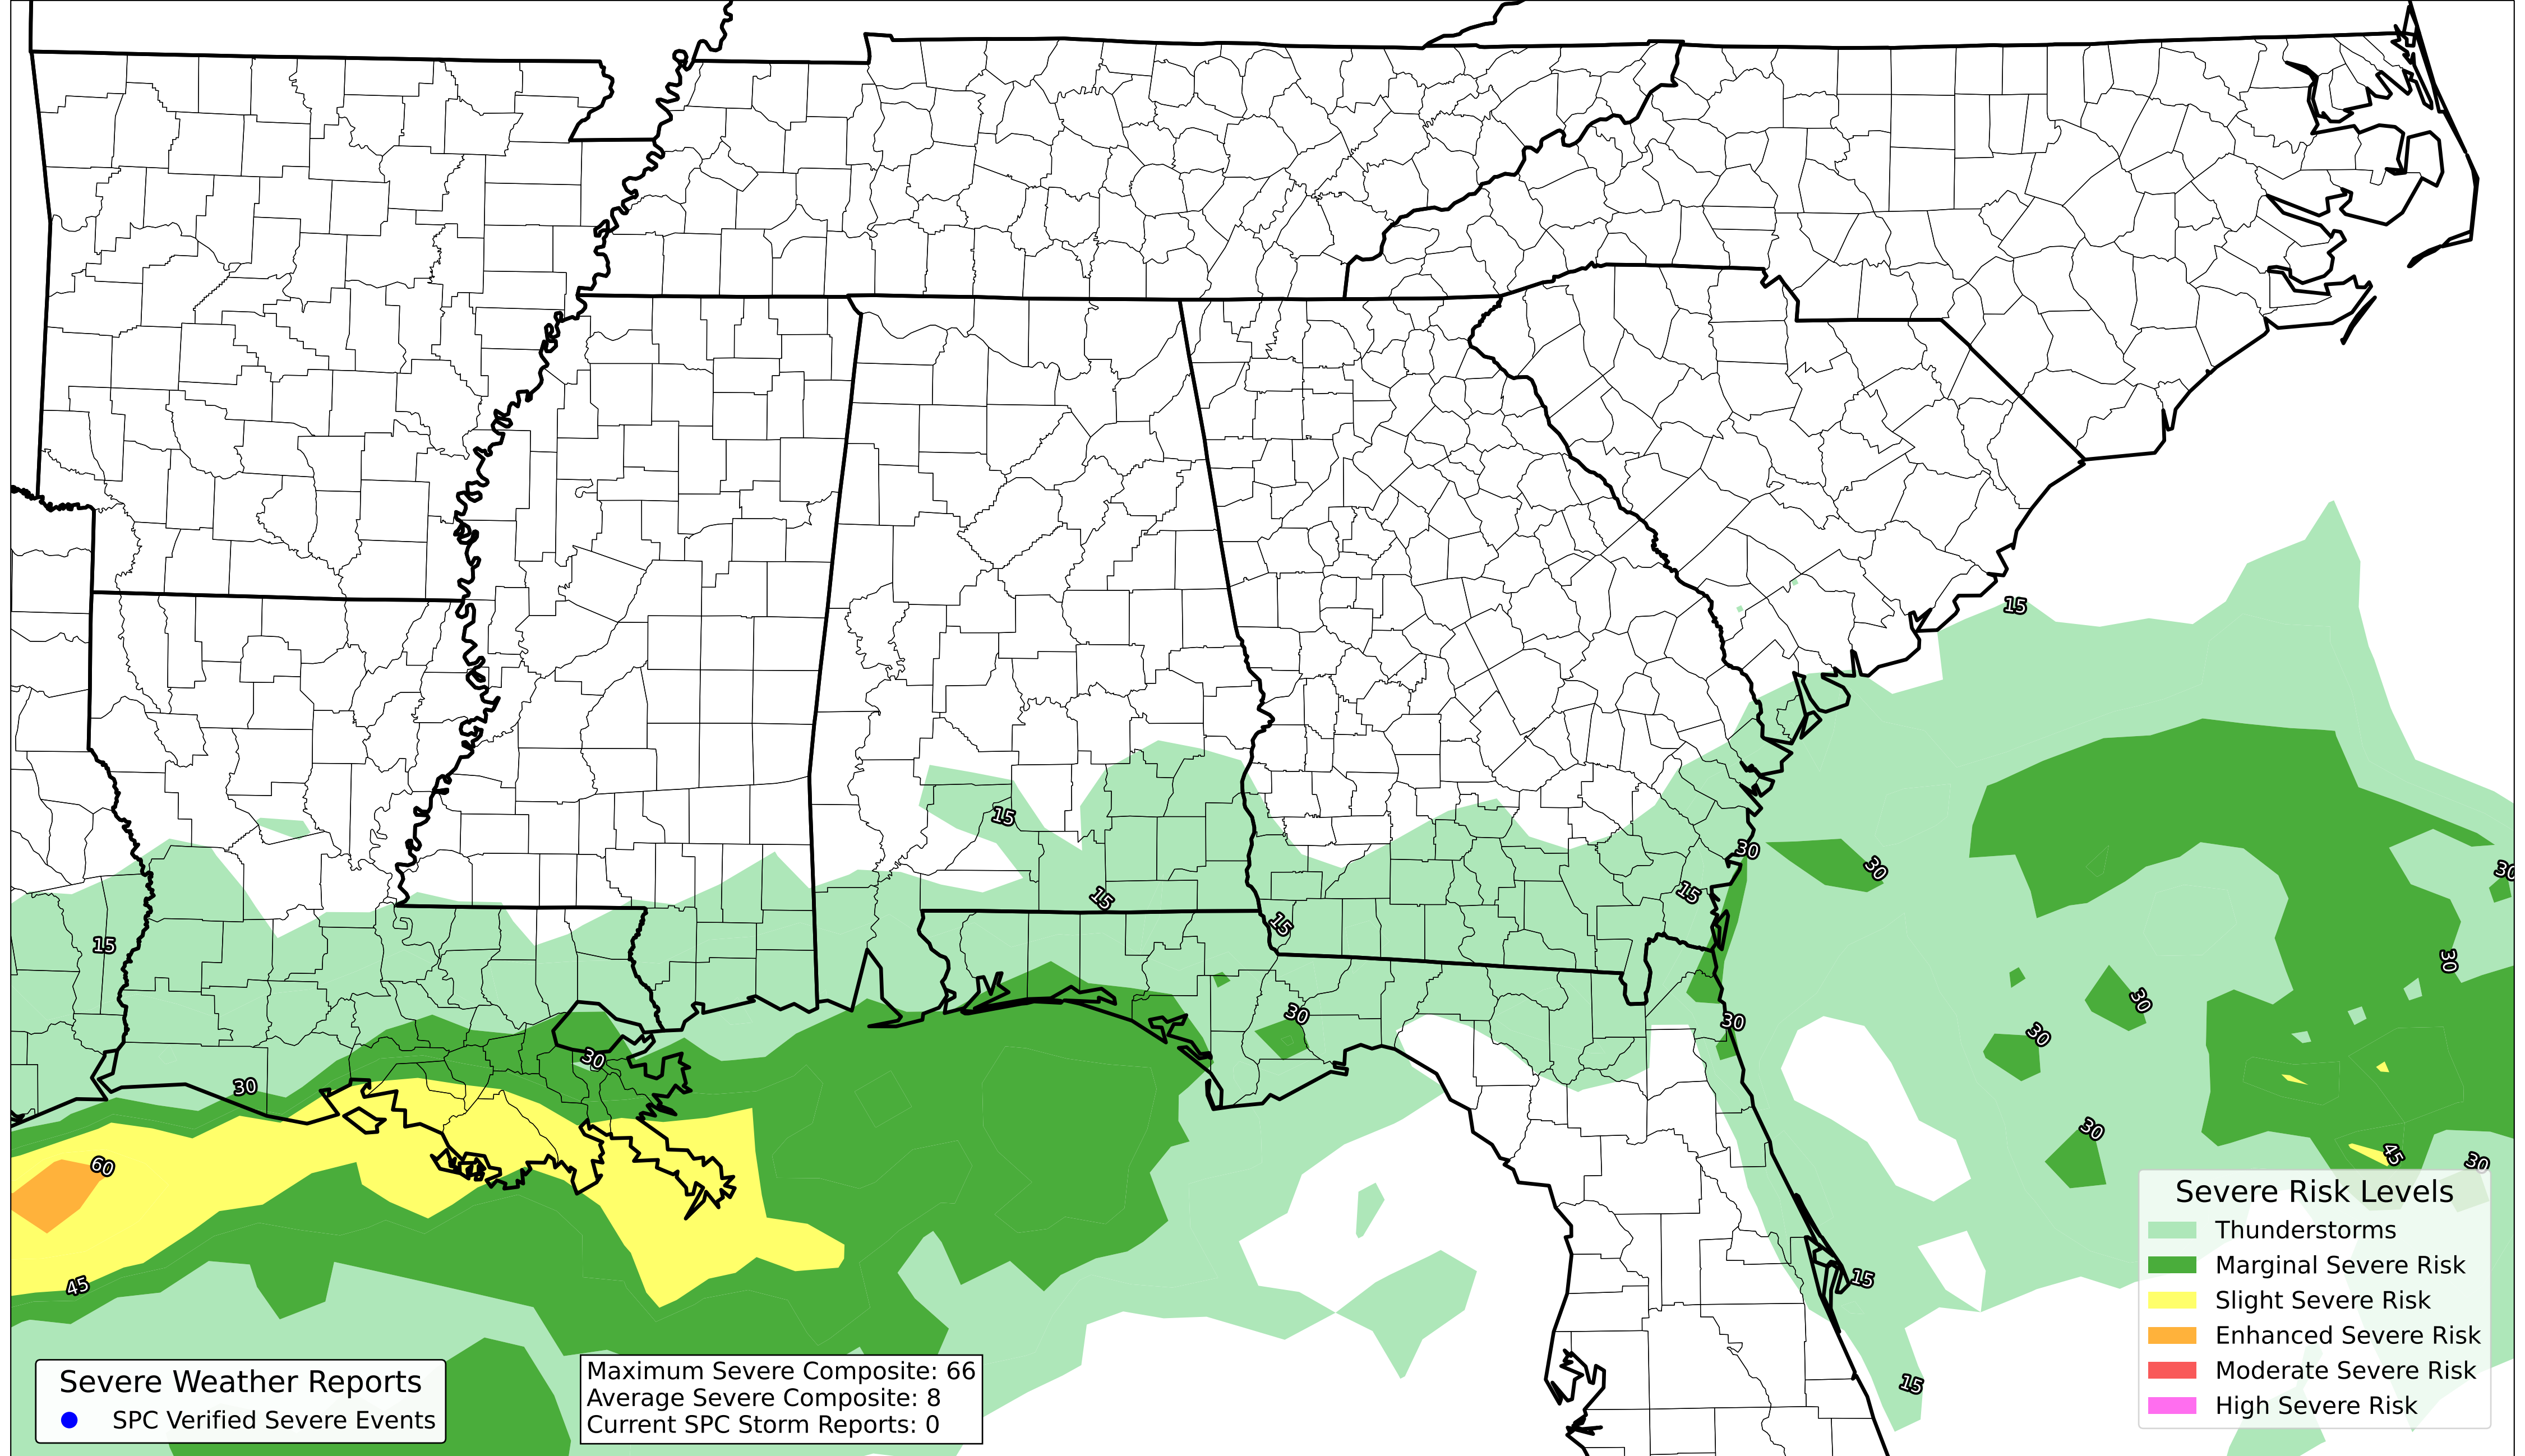 15
15
15
15
30
30
15
15
30
30
15
30
30
30
30
30
30
30
60
45
30
45
30
15
15
Severe Risk Levels
Thunderstorms
Marginal Severe Risk
Slight Severe Risk
Enhanced Severe Risk
Moderate Severe Risk
High Severe Risk
Severe Weather Reports
SPC Verified Severe Events
Maximum Severe Composite: 66
Average Severe Composite: 8
Current SPC Storm Reports: 0